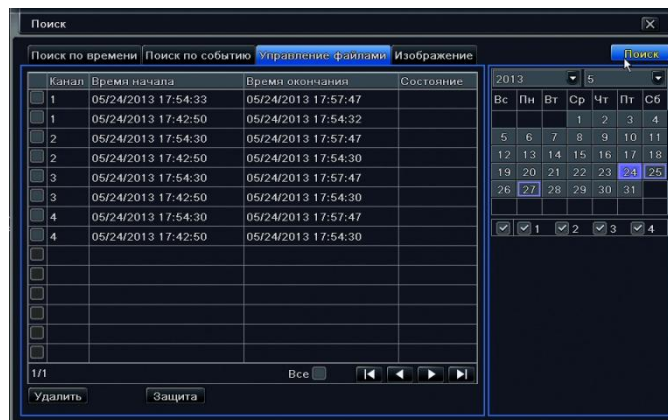 Поиск
Поиск по времени Поиск по событию Управление файлами Изображение Поиск
Канал Время начала Время окончания Состояние
1 05/24/2013 17:54:33 05/24/2013 17:57:47
1 05/24/2013 17:42:50 05/24/2013 17:54:32
2 05/24/2013 17:54:30 05/24/2013 17:57:47
2 05/24/2013 17:42:50 05/24/2013 17:54:30
3 05/24/2013 17:54:30 05/24/2013 17:57:47
3 05/24/2013 17:42:50 05/24/2013 17:54:30
4 05/24/2013 17:54:30 05/24/2013 17:57:47
4 05/24/2013 17:42:50 05/24/2013 17:54:30
1/1 Все
Удалить Защита
2013 5
Вс Пн Вт Ср Чт Пт Сб
1 2 3 4
5 6 7 8 9 10 11
12 13 14 15 16 17 18
19 20 21 22 23 24 25
26 27 28 29 30 31
1 2 3 4